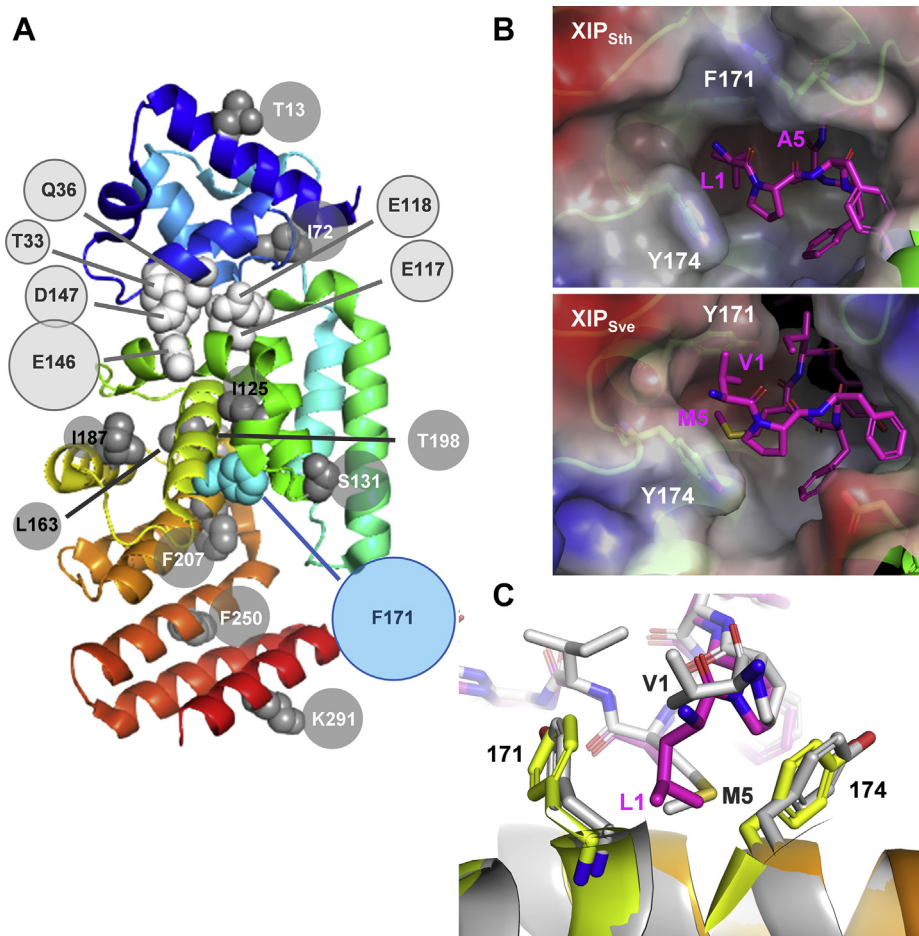 A
T13
Q36
E118
T33
I72
D147
E117
E146
I125
I187
T198
S131
L163
F207
F250
F171
K291
B
XIPSth
F171
A5
L1
Y174
XIPSve
Y171
V1
M5
Y174
C
V1
171
L1
M5
174